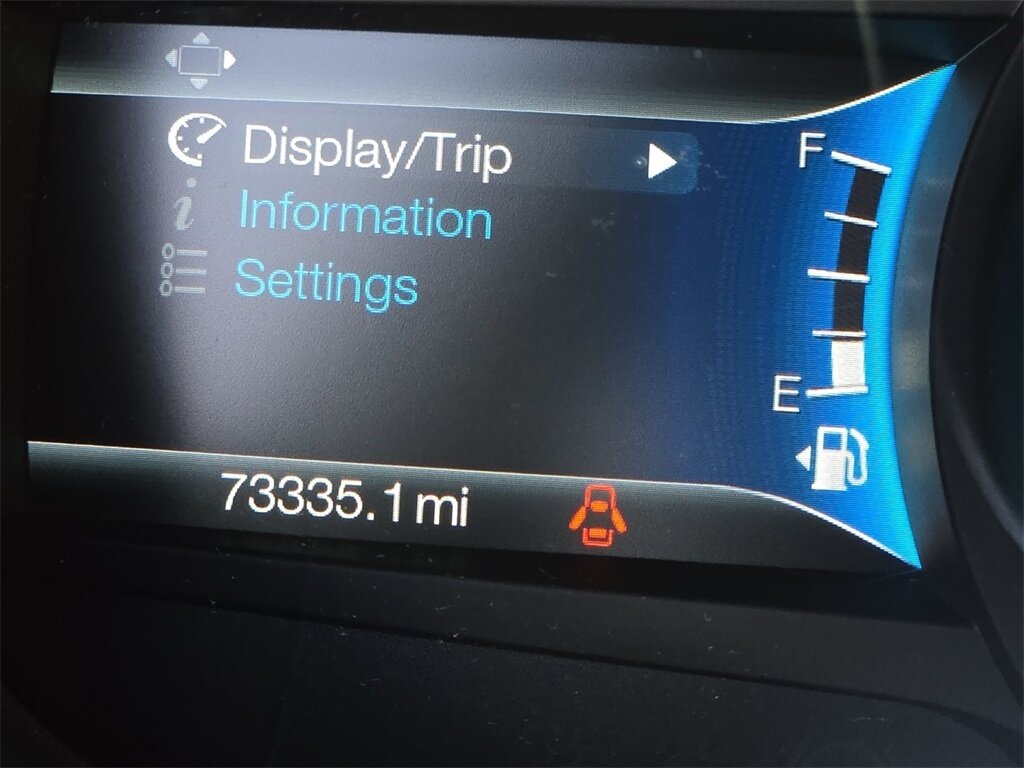 Display/Trip
Information
Settings
F
E
73335.1 mi